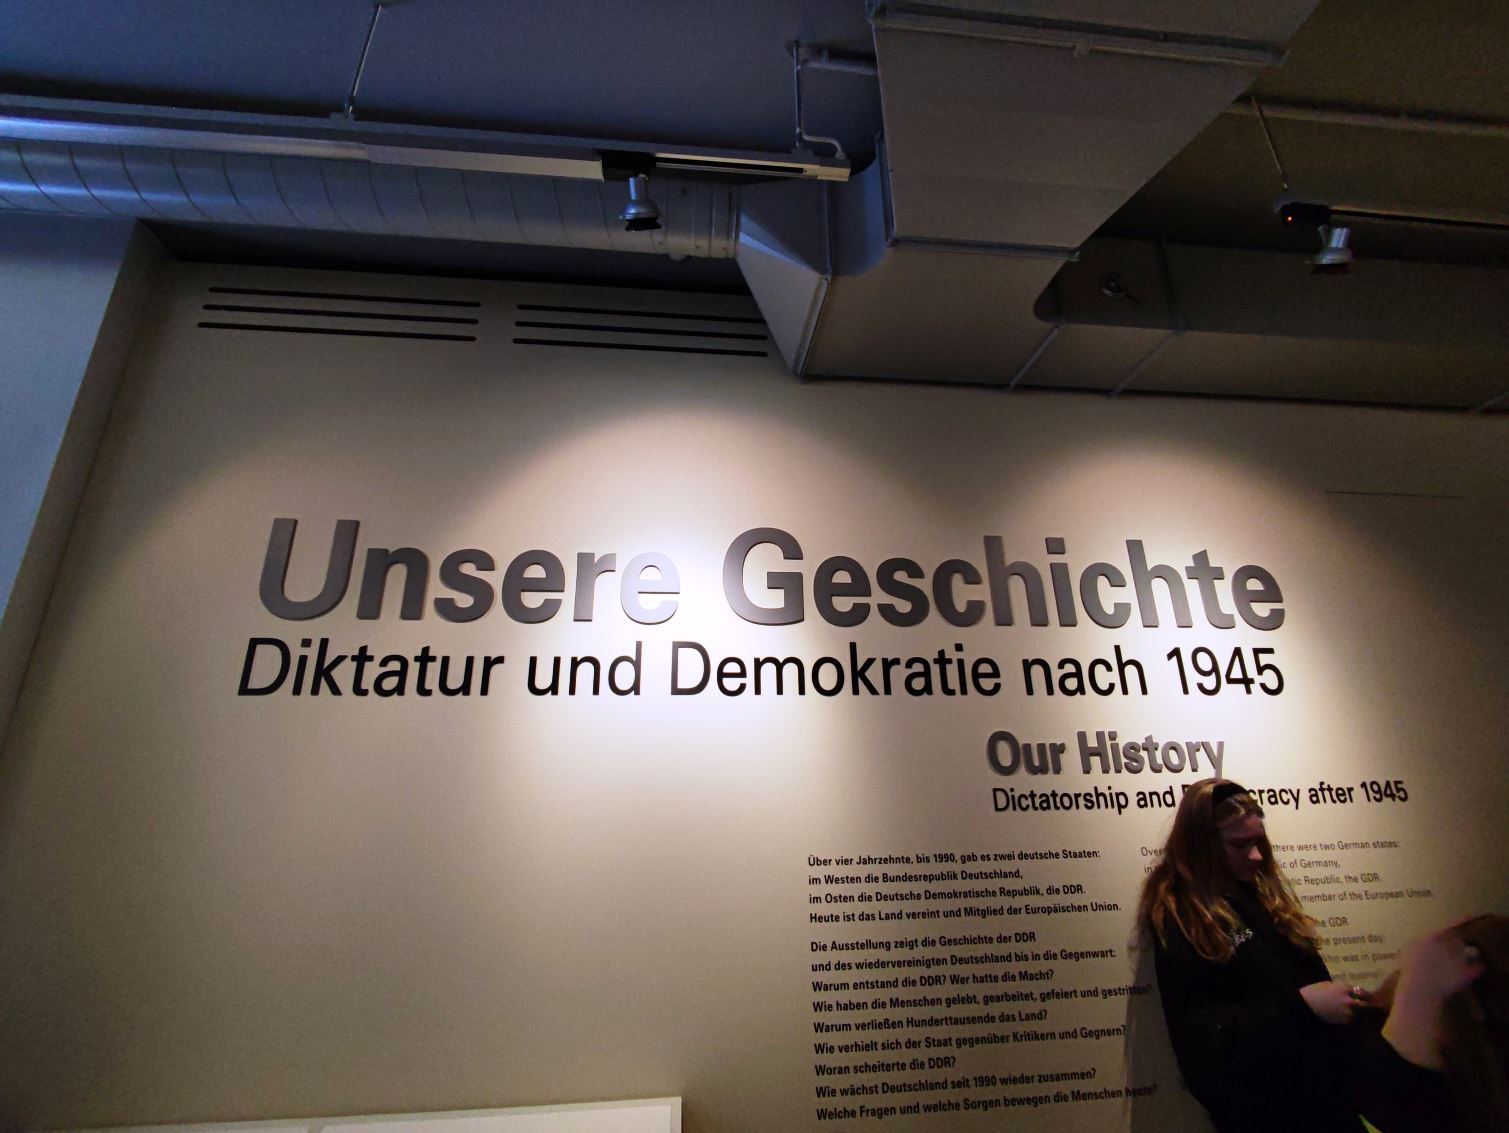 Unsere Geschichte
Diktatur und Demokratie nach 1945
Our History
Dictatorship and after 1945
Über vier Jahrzehnte, bis 1990, gab es zwei deutsche Staaten:
im Westen die Bundesrepublik Deutschland,
im Osten die Deutsche Demokratische Republik, die DDR.
Heute ist das Land vereint und Mitglied der Europäischen Union.
Die Ausstellung zeigt die Geschichte der DDR
und des wiedervereinigten Deutschland bis in die Gegenwart:
Warum entstand die DDR? Wer hatte die Macht?
Wie haben die Menschen gelebt, gearbeitet, gefeiert und gestritten?
Warum verließen Hunderttausende das Land?
Wie verhielt sich der Staat gegenüber Kritikern und Gegnern?
Woran scheiterte die DDR?
Wie wächst Deutschland seit 1990 wieder zusammen?
Welche Fragen und welche Sorgen bewegen die Menschen heute?
there were two German states:
of Germany,
Republic, the GDR.
member of the European Union.
the GDR
the present day:
Who was in power
and